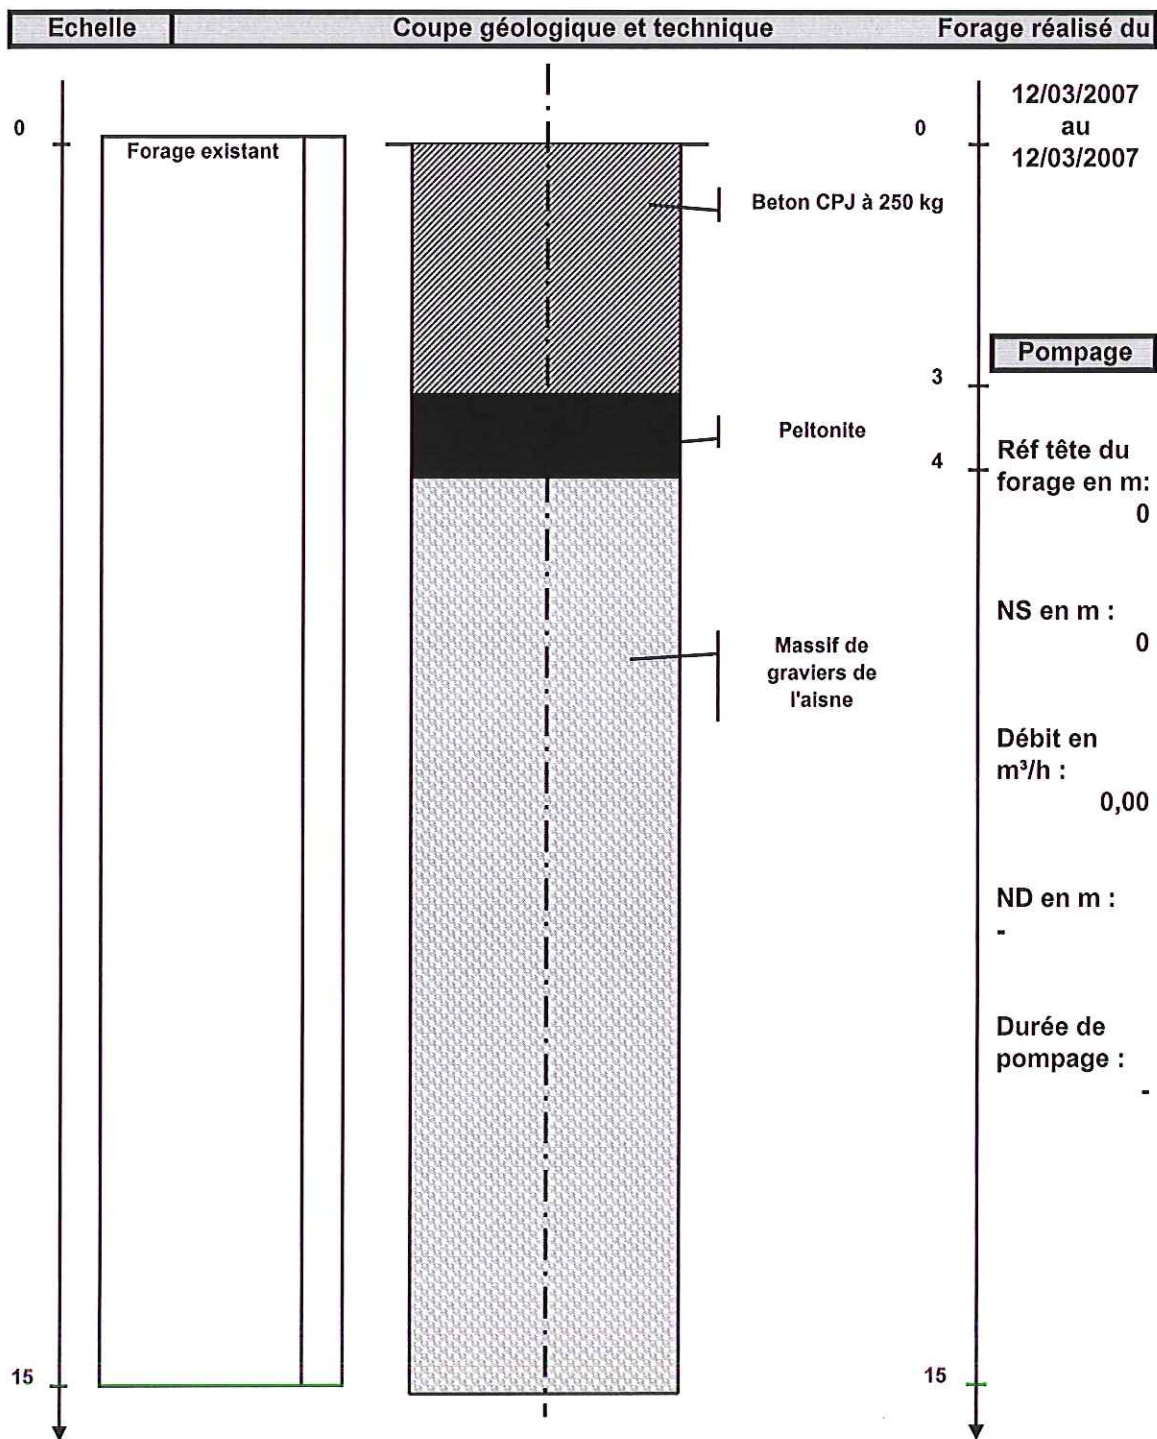 Echelle
Coupe géologique et technique
Forage réalisé du
12/03/2007
au
12/03/2007
0
Forage existant
0
Beton CPJ à 250 kg
Pompage
3
Peltonite
4
Réf tête du
forage en m:
0
NS en m :
0
Massif de
graviers de
l'aisne
Débit en
m³/h :
0,00
ND en m :
-
Durée de
pompage :
-
15
15